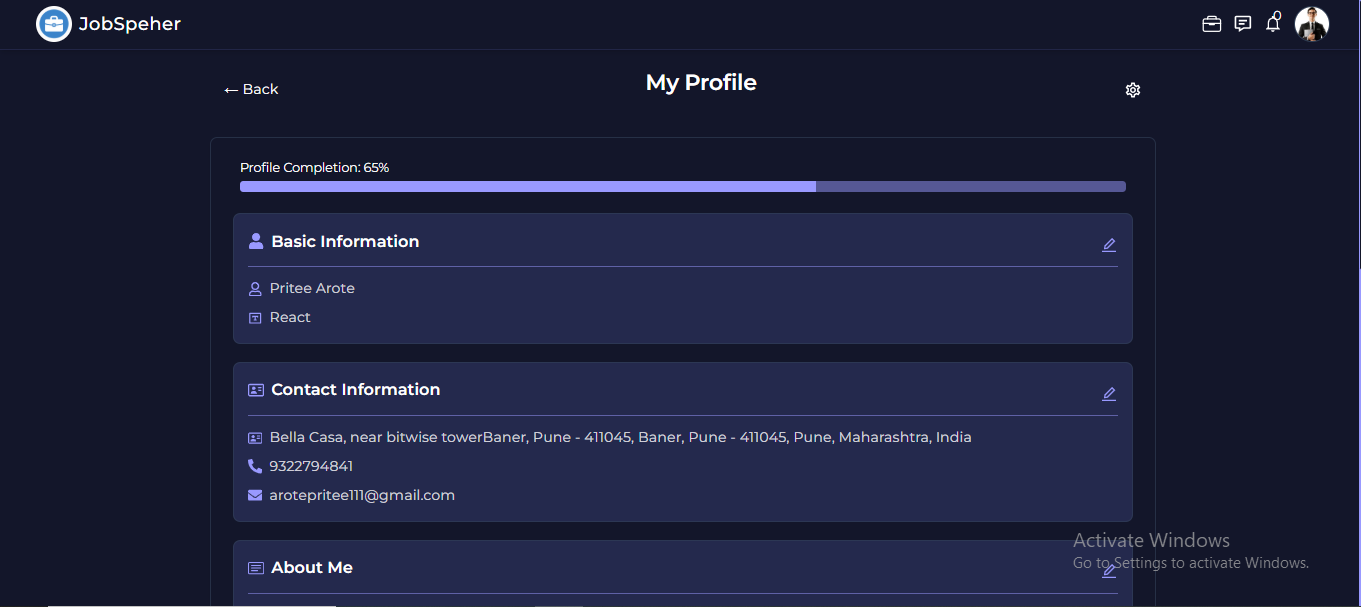 JobSpeher
← Back
My Profile
Profile Completion: 65%
Basic Information
Pritee Arote
React
Contact Information
Bella Casa, near bitwise towerBaner, Pune - 411045, Baner, Pune - 411045, Pune, Maharashtra, India
9322794841
arotepritee111@gmail.com
About Me
Activate Windows
Go to Settings to activate Windows.